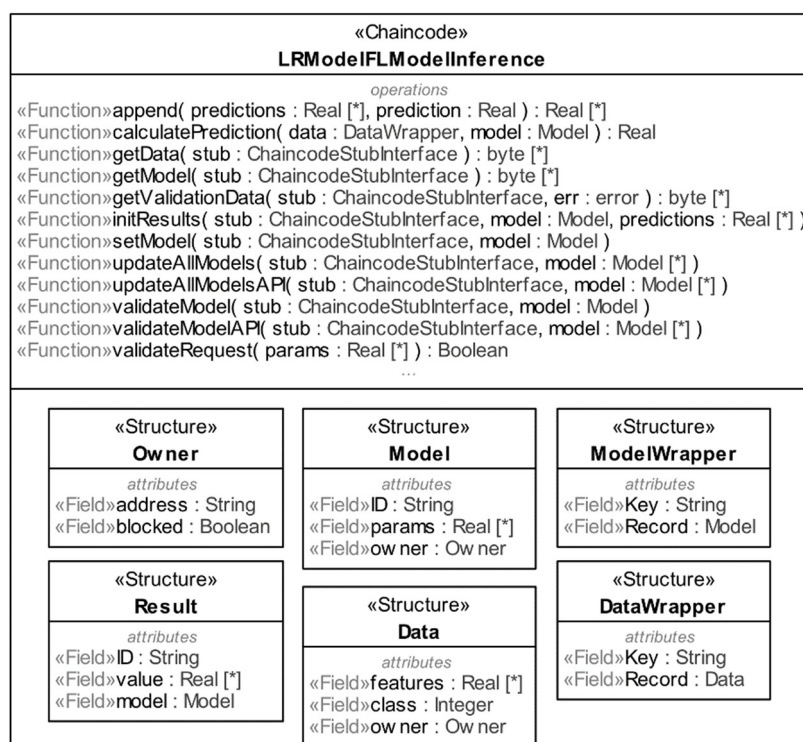 «Chaincode»
LRModelFLModelInference
operations
«Function»append( predictions : Real [*], prediction : Real ) : Real [*]
«Function»calculatePrediction( data : DataWrapper, model : Model ) : Real
«Function»getData( stub : ChaincodeStubInterface ) : byte [*]
«Function»getModel( stub : ChaincodeStubInterface ) : byte [*]
«Function»getValidationData( stub : ChaincodeStubInterface, err : error ) : byte [*]
«Function»initResults( stub : ChaincodeStubInterface, model : Model, predictions : Real [*] )
«Function»setModel( stub : ChaincodeStubInterface, model : Model )
«Function»updateAllModels( stub : ChaincodeStubInterface, model : Model [*] )
«Function»updateAllModelsAPI( stub : ChaincodeStubInterface, model : Model [*] )
«Function»validateModel( stub : ChaincodeStubInterface, model : Model )
«Function»validateModelAPI( stub : ChaincodeStubInterface, model : Model [*] )
«Function»validateRequest( params : Real [*] ) : Boolean
...
«Structure»
Owner
attributes
«Field»address : String
«Field»blocked : Boolean
«Structure»
Model
attributes
«Field»ID : String
«Field»params : Real [*]
«Field»owner : Owner
«Structure»
ModelWrapper
attributes
«Field»Key : String
«Field»Record : Model
«Structure»
Result
attributes
«Field»ID : String
«Field»value : Real [*]
«Field»model : Model
«Structure»
Data
attributes
«Field»features : Real [*]
«Field»class : Integer
«Field»owner : Owner
«Structure»
DataWrapper
attributes
«Field»Key : String
«Field»Record : Data